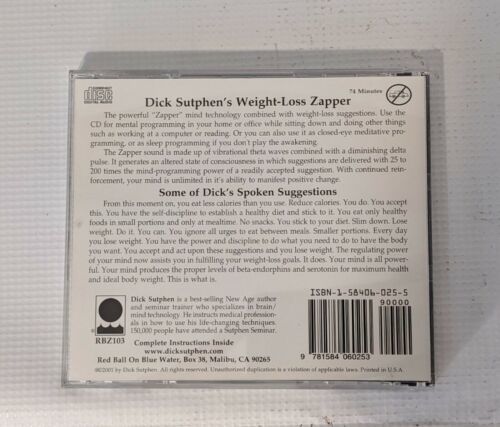 COMPACT
disc
DIGITAL AUDIO
74 Minutes
Dick Sutphen's Weight-Loss Zapper
The powerful "Zapper" mind technology combined with weight-loss suggestions. Use the
CD for mental programming in your home or office while sitting down and doing other things
such as working at a computer or reading. Or you can also use it as closed-eye meditative pro-
gramming, or as sleep programming if you don't play the awakening.
The Zapper sound is made up of vibrational theta waves combined with a diminishing delta
pulse. It generates an altered state of consciousness in which suggestions are delivered with 25 to
200 times the mind-programming power of a readily accepted suggestion. With continued rein-
forcement, your mind is unlimited in it's ability to manifest positive change.
Some of Dick's Spoken Suggestions
From this moment on, you eat less calories than you use. Reduce calories. You do. You accept
this. You have the self-discipline to establish a healthy diet and stick to it. You eat only healthy
foods in small portions and only at mealtime. No snacks. You stick to your diet. Slim down. Lose
weight. Do it. You can. You ignore all urges to eat between meals. Smaller portions. Every day
you lose weight. You have the power and discipline to do what you need to do to have the body
you want. You accept and act upon these suggestions and you lose weight. The regulating power
of your mind now assists you in fulfilling your weight-loss goals. It does. Your mind is all power-
ful. Your mind produces the proper levels of beta-endorphins and serotonin for maximum health
and ideal body weight. This is what is.
RBZ103
Dick Sutphen is a best-selling New Age author
and seminar trainer who specializes in brain/
mind technology. He instructs medical profession-
als in how to use his life-changing techniques.
150,000 people have attended a Sutphen Seminar.
Complete Instructions Inside
www.dicksutphen.com
Red Ball On Blue Water, Box 38, Malibu, CA 90265
ISBN-1-58406-025-5
90000
9 781584 060253
©℗2001 by Dick Sutphen. All rights reserved. Unauthorized duplication is a violation of applicable laws. Printed in U.S.A.